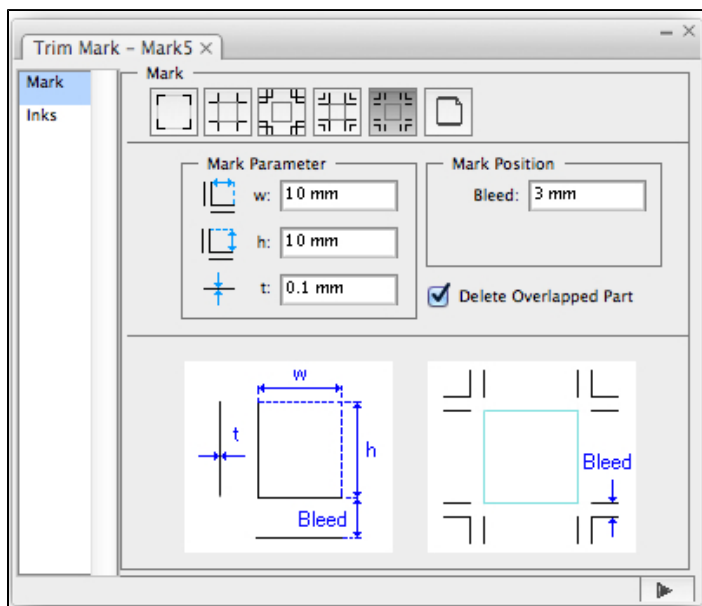 Trim Mark – Mark5 ×
Mark
Inks
Mark
Mark Parameter
w: 10 mm
h: 10 mm
t: 0.1 mm
Mark Position
Bleed: 3 mm
Delete Overlapped Part
w
t
h
Bleed
Bleed